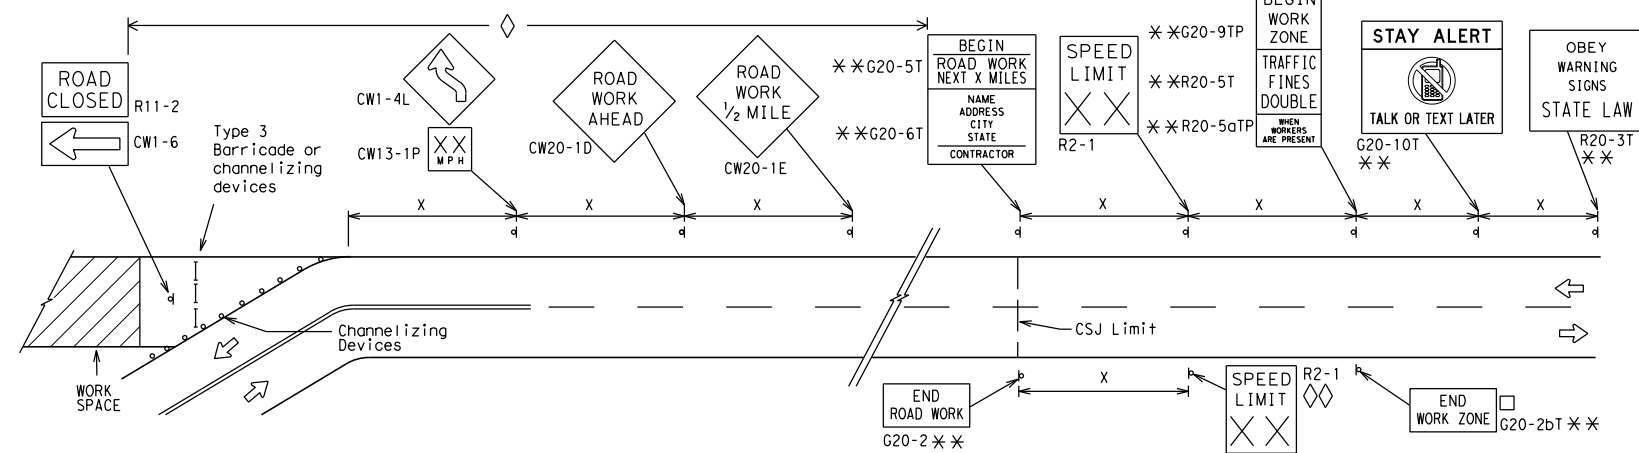 ROAD
CLOSED
R11-2
CW1-6
Type 3
Barricade or
channelizing
devices
CW1-4L
CW13-1P
XX
MPH
ROAD
WORK
AHEAD
CW20-1D
ROAD
WORK
1/2 MILE
CW20-1E
**G20-5T
**G20-6T
BEGIN
ROAD WORK
NEXT X MILES
NAME
ADDRESS
CITY
STATE
CONTRACTOR
SPEED
LIMIT
XX
R2-1
**G20-9TP
**R20-5T
**R20-5aTP
BEGIN
WORK
ZONE
TRAFFIC
FINES
DOUBLE
WHEN
WORKERS
ARE PRESENT
STAY ALERT
TALK OR TEXT LATER
G20-10T
**
OBEY
WARNING
SIGNS
STATE LAW
R20-3T
**
X
X
X
X
X
X
X
Channelizing
Devices
CSJ Limit
WORK
SPACE
X
END
ROAD WORK
G20-2**
SPEED
LIMIT
XX
R2-1
END
WORK ZONE
G20-2bT**